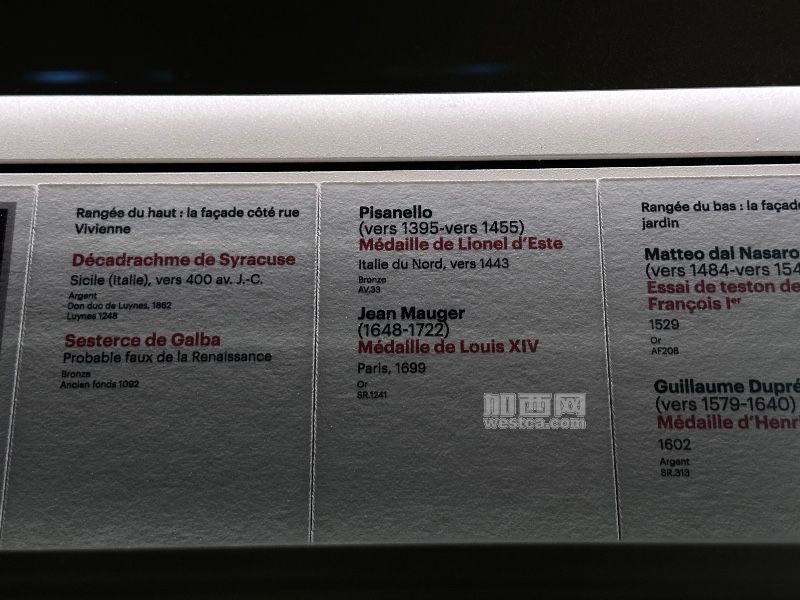 Rangée du haut : la façade côté rue
Vivienne
Décadrachme de Syracuse
Sicile (Italie), vers 400 av. J.-C.
Argent
Don duc de Luynes, 1862
Luynes 1248
Sesterce de Galba
Probable faux de la Renaissance
Bronze
Ancien fonds 1092
Pisanello
(vers 1395-vers 1455)
Médaille de Lionel d'Este
Italie du Nord, vers 1443
Bronze
AV.33
Jean Mauger
(1648-1722)
Médaille de Louis XIV
Paris, 1699
Or
SR.1241
Rangée du bas : la façade
jardin
Matteo dal Nasaro
(vers 1484-vers 154
Essai de teston de
François Ier
1529
Or
AF208
Guillaume Dupré
(vers 1579-1640)
Médaille d'Henri
1602
Argent
SR.313
加西网
westca.com